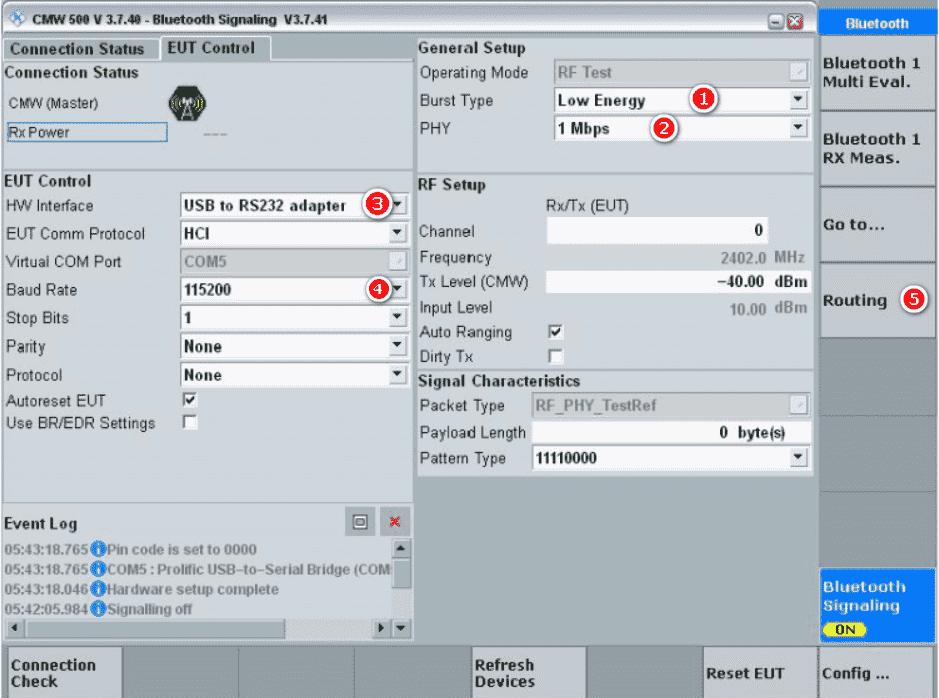 CMW 500 V 3.7.40 - Bluetooth Signaling V3.7.41
Bluetooth
Connection Status
EUT Control
Connection Status
CMW (Master)
Rx Power
---
EUT Control
HW Interface USB to RS232 adapter 3
EUT Comm Protocol HCI
Virtual COM Port COM5
Baud Rate 115200 4
Stop Bits 1
Parity None
Protocol None
Autoreset EUT
Use BR/EDR Settings
General Setup
Operating Mode RF Test
Burst Type Low Energy 1
PHY 1 Mbps 2
RF Setup
Rx/Tx (EUT)
Channel 0
Frequency 2402.0 MHz
Tx Level (CMW) -40.00 dBm
Input Level 10.00 dBm
Auto Ranging
Dirty Tx
Signal Characteristics
Packet Type RF_PHY_TestRef
Payload Length 0 byte(s)
Pattern Type 11110000
Event Log
05:43:18.765 Pin code is set to 0000
05:43:18.765 COM5 : Prolific USB-to-Serial Bridge (COM
05:43:18.046 Hardware setup complete
05:42:05.984 Signalling off
Bluetooth 1
Multi Eval.
Bluetooth 1
RX Meas.
Go to...
Routing 5
Bluetooth
Signaling
ON
Connection
Check
Refresh
Devices
Reset EUT
Config ...